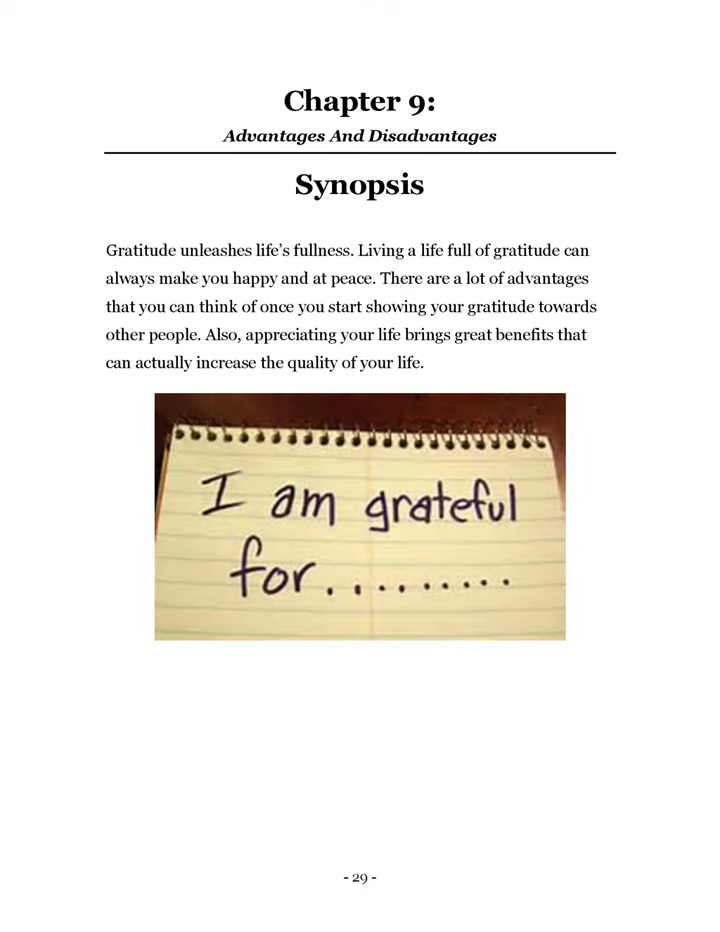 Chapter 9:
Advantages And Disadvantages
Synopsis
Gratitude unleashes life’s fullness. Living a life full of gratitude can
always make you happy and at peace. There are a lot of advantages
that you can think of once you start showing your gratitude towards
other people. Also, appreciating your life brings great benefits that
can actually increase the quality of your life.
I am grateful
for.........
- 29 -